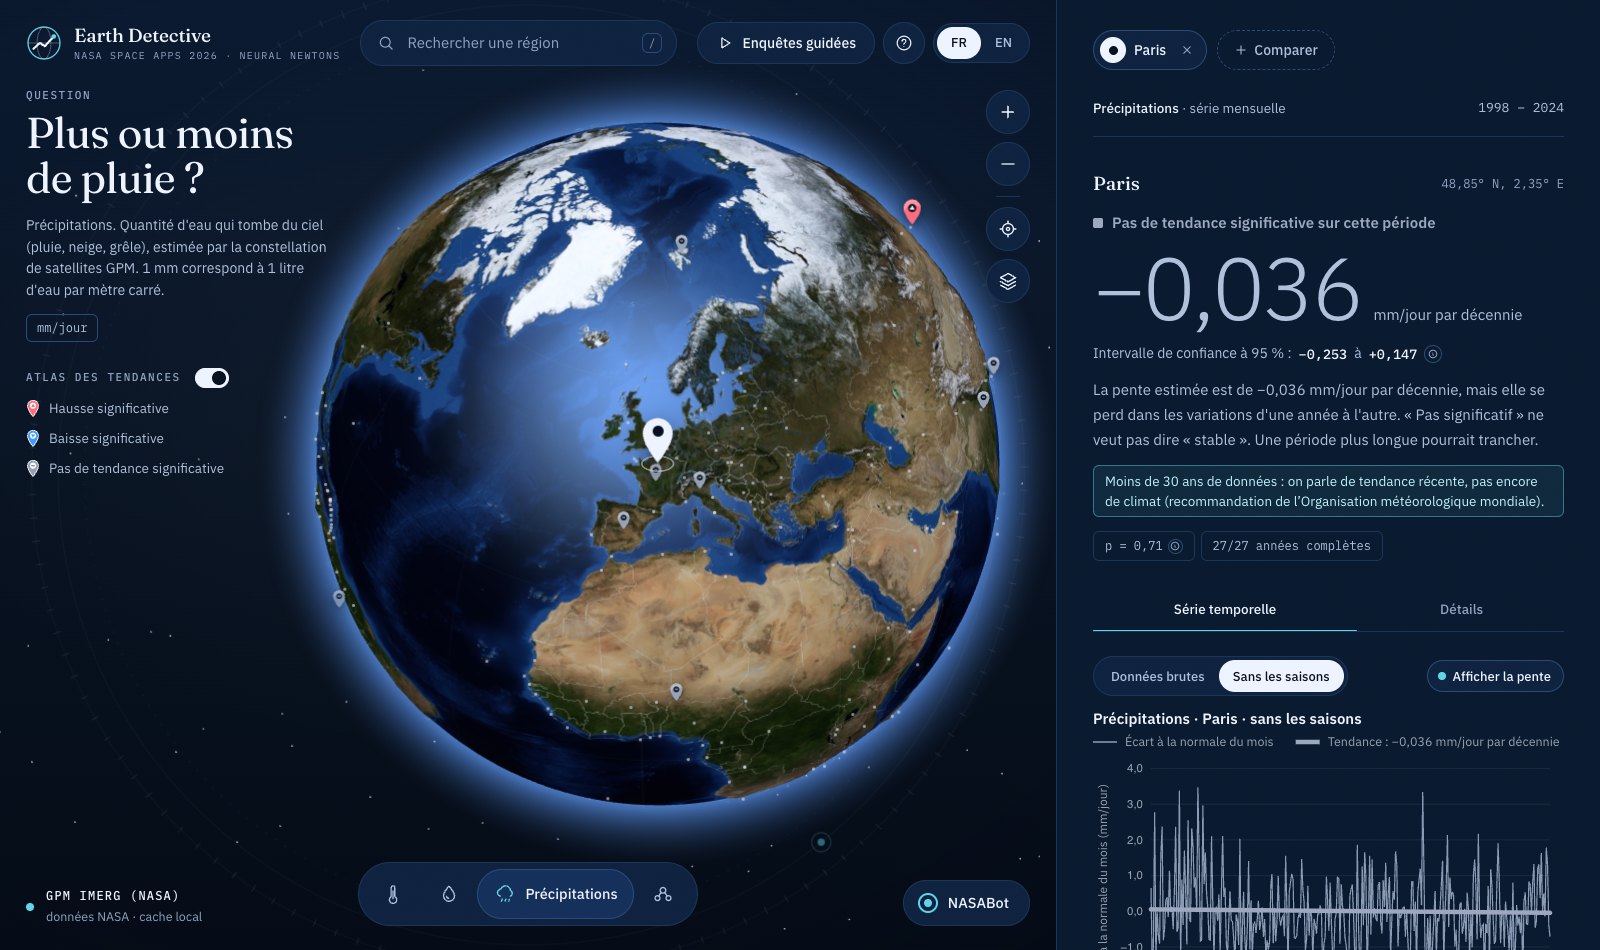 Earth Detective
NASA SPACE APPS 2026 · NEURAL NEWTONS
Rechercher une région
/
Enquêtes guidées
FR
EN
QUESTION
Plus ou moins
de pluie ?
Précipitations. Quantité d'eau qui tombe du ciel
(pluie, neige, grêle), estimée par la constellation
de satellites GPM. 1 mm correspond à 1 litre
d'eau par mètre carré.
mm/jour
ATLAS DES TENDANCES
Hausse significative
Baisse significative
Pas de tendance significative
GPM IMERG (NASA)
données NASA · cache local
Précipitations
NASABot
Paris
Comparer
Précipitations · série mensuelle
1998 – 2024
Paris
48,85° N, 2,35° E
Pas de tendance significative sur cette période
−0,036 mm/jour par décennie
Intervalle de confiance à 95 % : −0,253 à +0,147
La pente estimée est de −0,036 mm/jour par décennie, mais elle se
perd dans les variations d'une année à l'autre. « Pas significatif » ne
veut pas dire « stable ». Une période plus longue pourrait trancher.
Moins de 30 ans de données : on parle de tendance récente, pas encore
de climat (recommandation de l’Organisation météorologique mondiale).
p = 0,71
27/27 années complètes
Série temporelle
Détails
Données brutes
Sans les saisons
Afficher la pente
Précipitations · Paris · sans les saisons
Écart à la normale du mois
Tendance : −0,036 mm/jour par décennie
4,0
3,0
2,0
1,0
0,0
−1,0
la normale du mois (mm/jour)